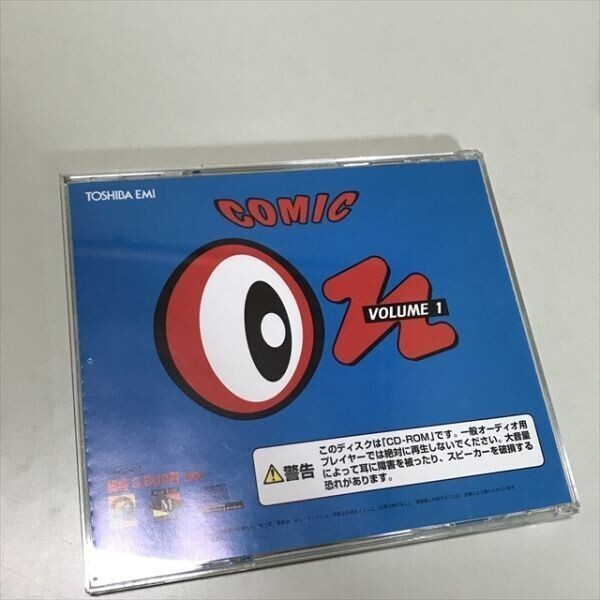 TOSHIBA EMI
COMIC
On
VOLUME 1
警告
このディスクは「CD-ROM」です。一般オーディオ用
プレイヤーでは絶対に再生しないでください。大音量
によって耳に障害を被ったり、スピーカーを破損する
恐れがあります。